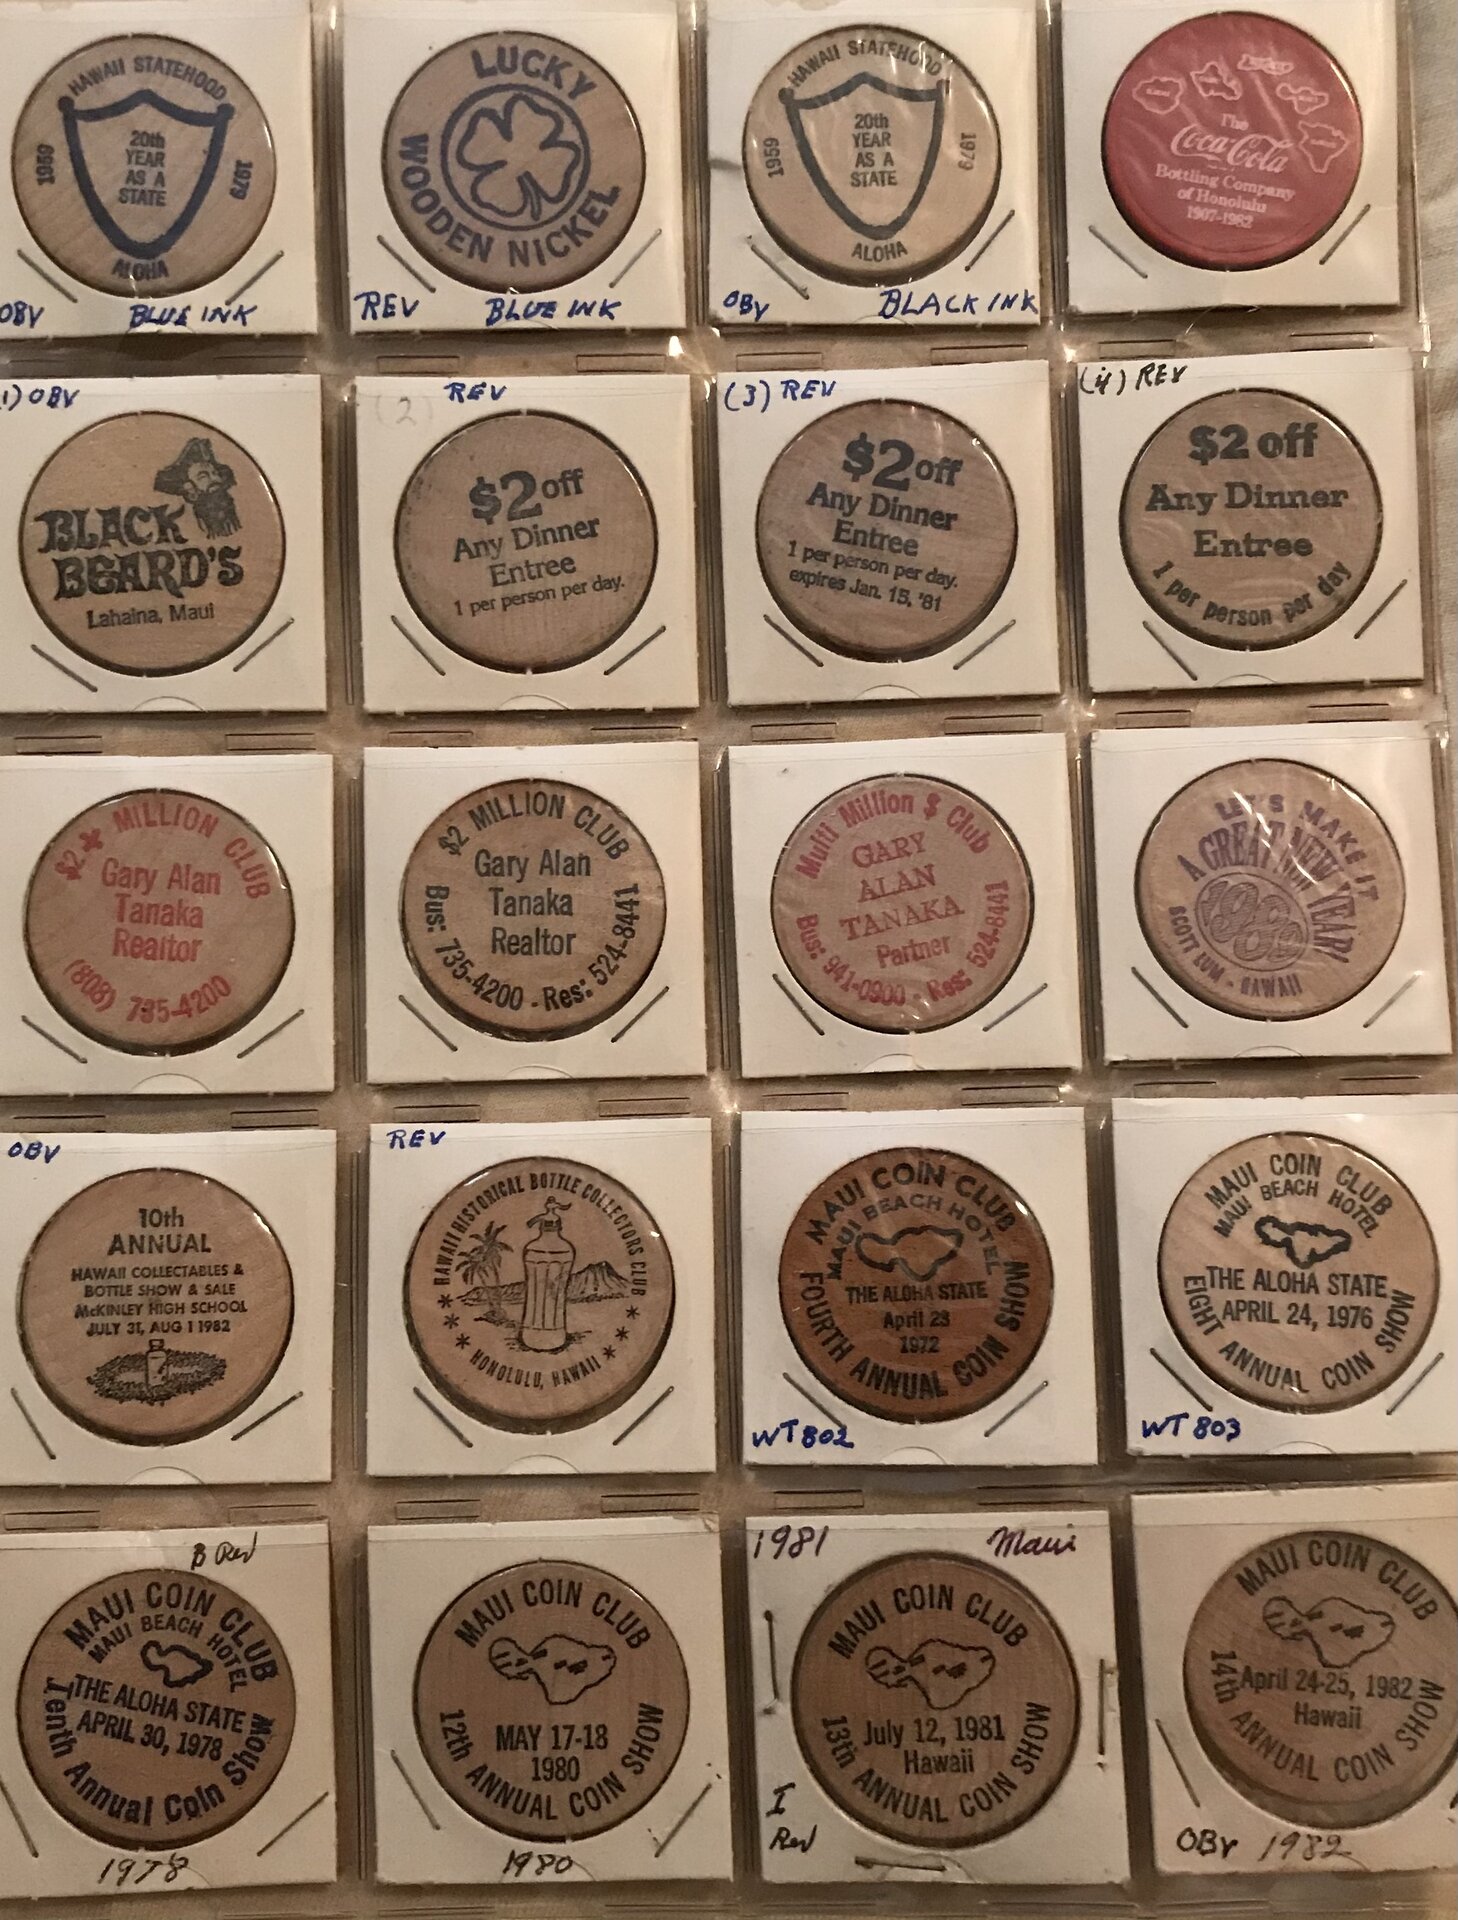 HAWAII STATEHOOD
1959
20th
YEAR
AS A
STATE
1979
ALOHA
OBV BLUE INK
LUCKY
WOODEN NICKEL
REV BLUE INK
HAWAII STATEHOOD
1959
20th
YEAR
AS A
STATE
1979
ALOHA
OBV BLACK INK
The
Coca-Cola
Bottling Company
of Honolulu
1907-1982
1) OBV
BLACK
BEARD'S
Lahaina, Maui
(2) REV
$2 off
Any Dinner
Entree
1 per person per day.
(3) REV
$2 off
Any Dinner
Entree
1 per person per day.
expires Jan. 15, '81
(4) REV
$2 off
Any Dinner
Entree
1 per person per day
$2 MILLION CLUB
Gary Alan
Tanaka
Realtor
(808) 735-4200
$2 MILLION CLUB
Gary Alan
Tanaka
Realtor
Bus: 735-4200 - Res: 524-8441
Multi Million $ Club
GARY
ALAN
TANAKA
Partner
Bus: 941-0900 - Res: 524-8441
LET'S MAKE IT
A GREAT NEW YEAR!
1980
SCOTT LUM - HAWAII
OBV
10th
ANNUAL
HAWAII COLLECTABLES &
BOTTLE SHOW & SALE
McKINLEY HIGH SCHOOL
JULY 31, AUG 1 1982
REV
HAWAII HISTORICAL BOTTLE COLLECTORS CLUB
HONOLULU, HAWAII
MAUI COIN CLUB
MAUI BEACH HOTEL
THE ALOHA STATE
April 23
1972
FOURTH ANNUAL COIN SHOW
WT802
MAUI COIN CLUB
MAUI BEACH HOTEL
THE ALOHA STATE
APRIL 24, 1976
EIGHT ANNUAL COIN SHOW
WT803
B Rev
MAUI COIN CLUB
MAUI BEACH HOTEL
THE ALOHA STATE
APRIL 30, 1978
Tenth Annual Coin Show
1978
MAUI COIN CLUB
MAY 17-18
1980
12th ANNUAL COIN SHOW
1980
1981 Maui
MAUI COIN CLUB
July 12, 1981
Hawaii
13th ANNUAL COIN SHOW
I
Rev
MAUI COIN CLUB
April 24-25, 1982
Hawaii
14th ANNUAL COIN SHOW
OBV 1982